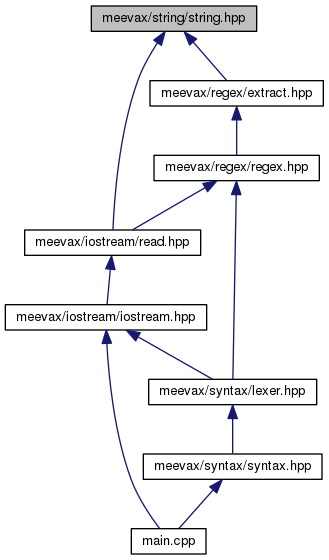 meevax/string/string.hpp
meevax/regex/extract.hpp
meevax/regex/regex.hpp
meevax/iostream/read.hpp
meevax/iostream/iostream.hpp
meevax/syntax/lexer.hpp
meevax/syntax/syntax.hpp
main.cpp